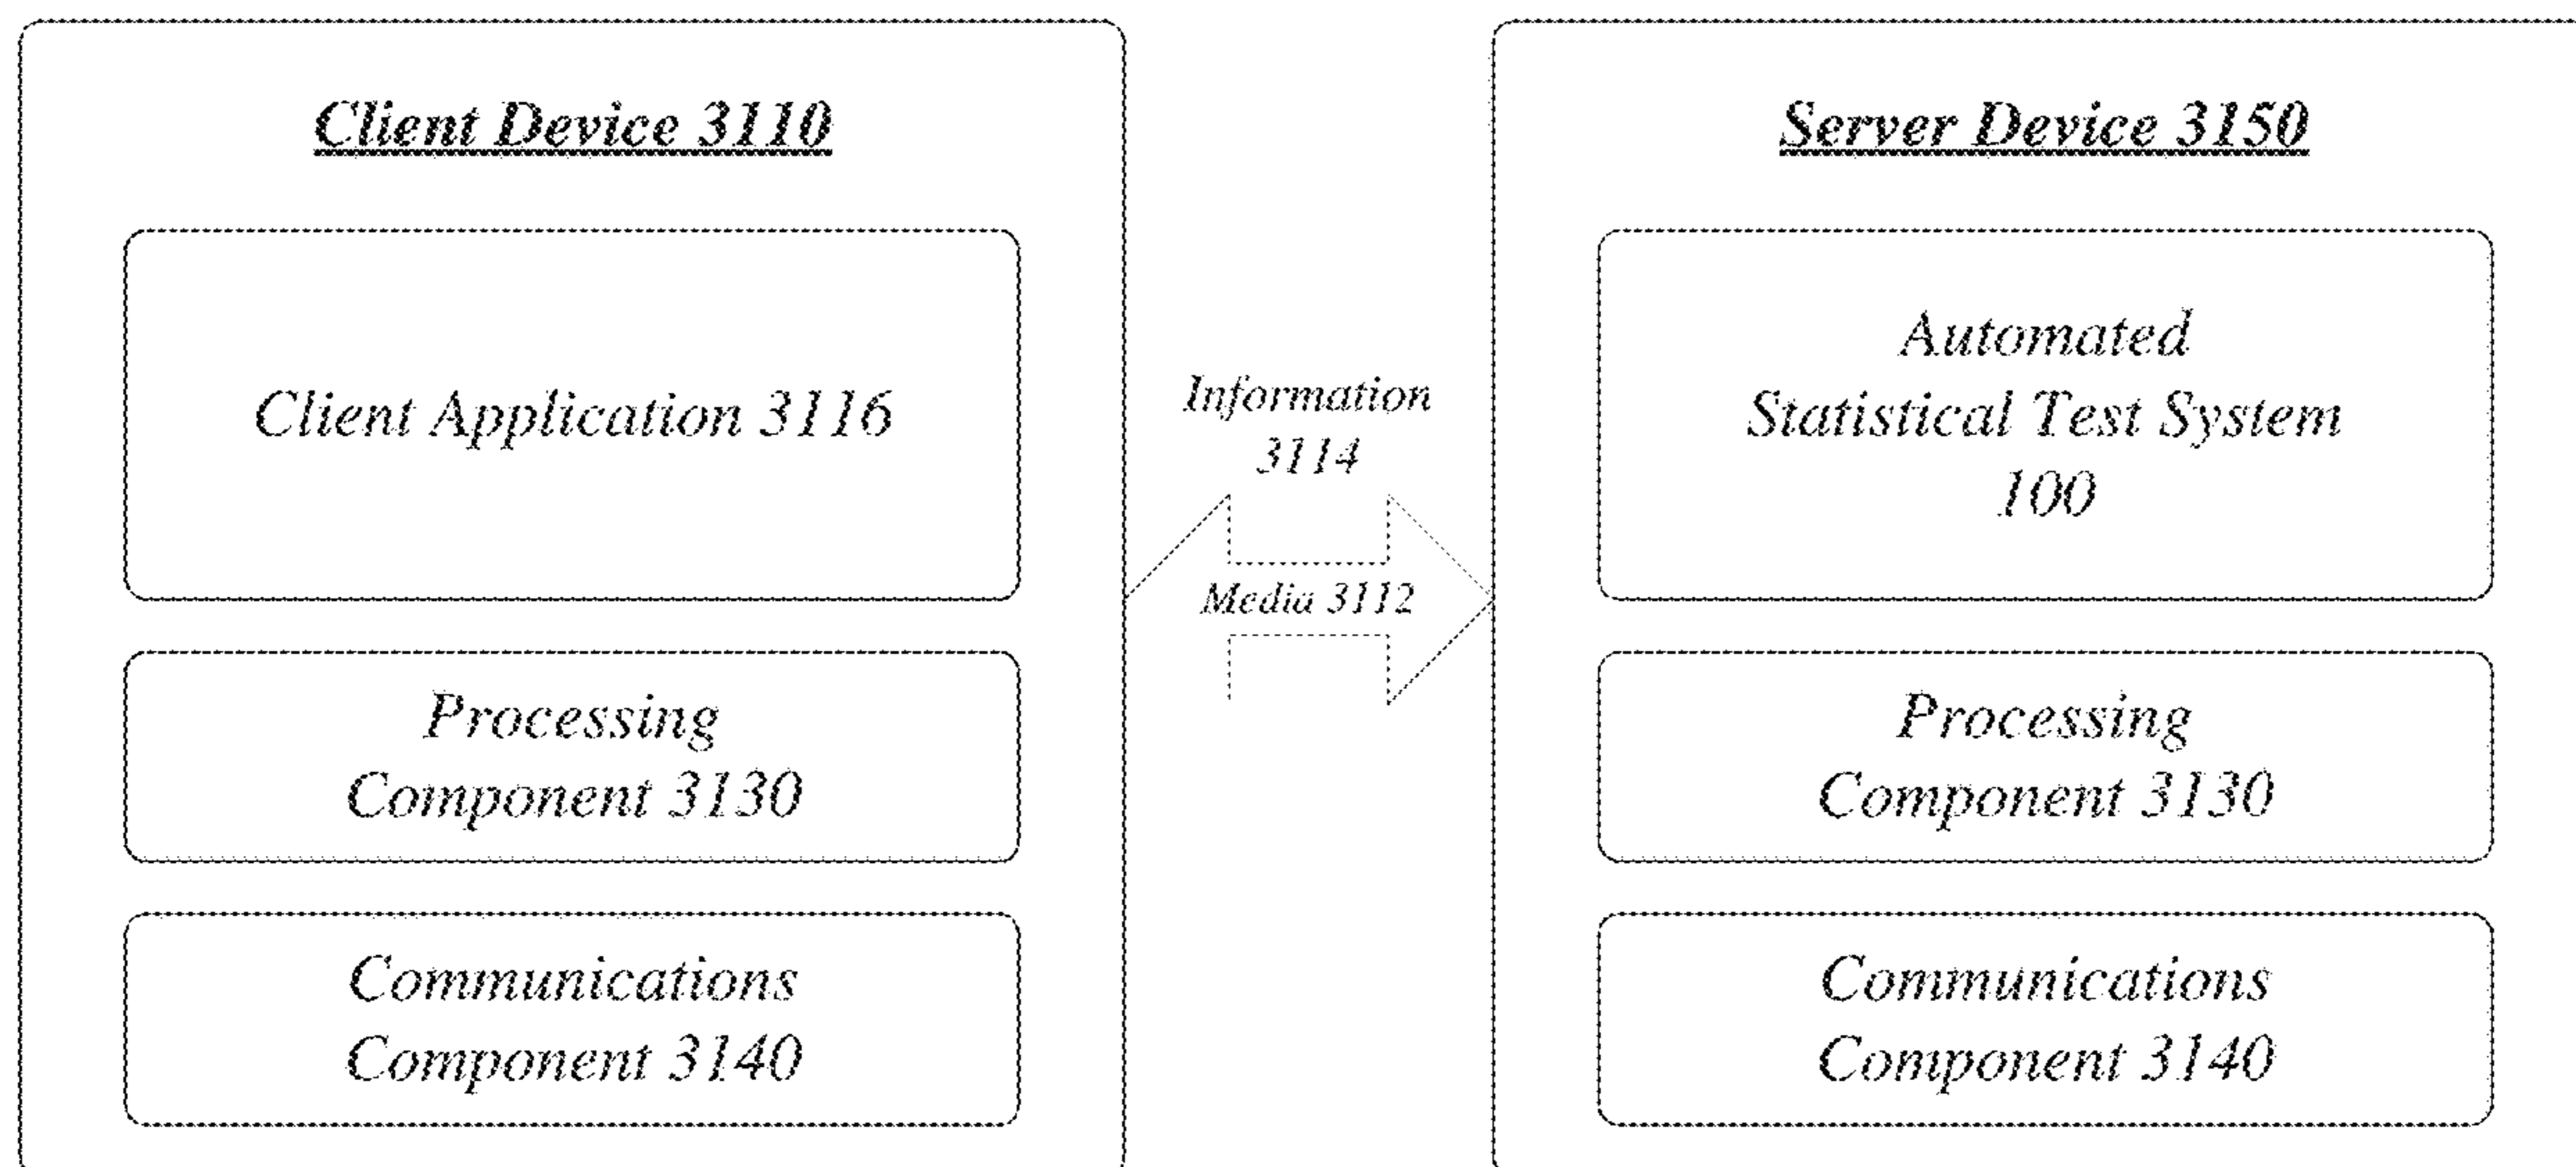 Client Device 3110
Client Application 3116
Processing
Component 3130
Communications
Component 3140
Information
3114
Media 3112
Server Device 3150
Automated
Statistical Test System
100
Processing
Component 3130
Communications
Component 3140